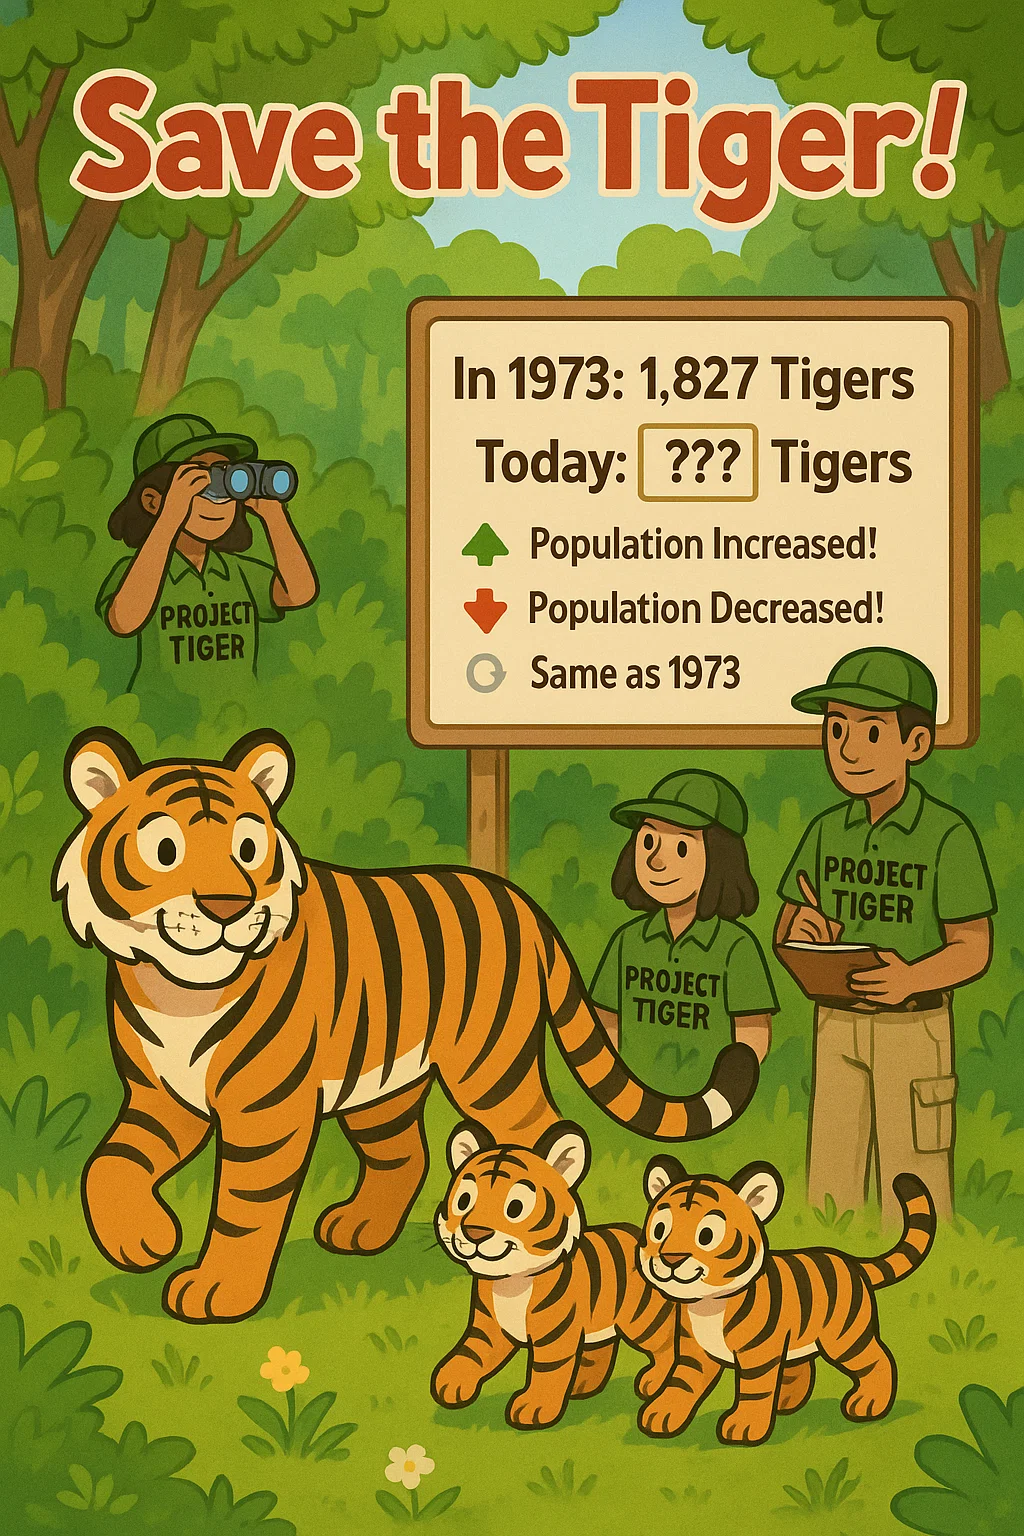 Save the Tiger!
In 1973: 1,827 Tigers
Today: ??? Tigers
Population Increased!
Population Decreased!
Same as 1973
PROJECT
TIGER
PROJECT
TIGER
PROJECT
TIGER